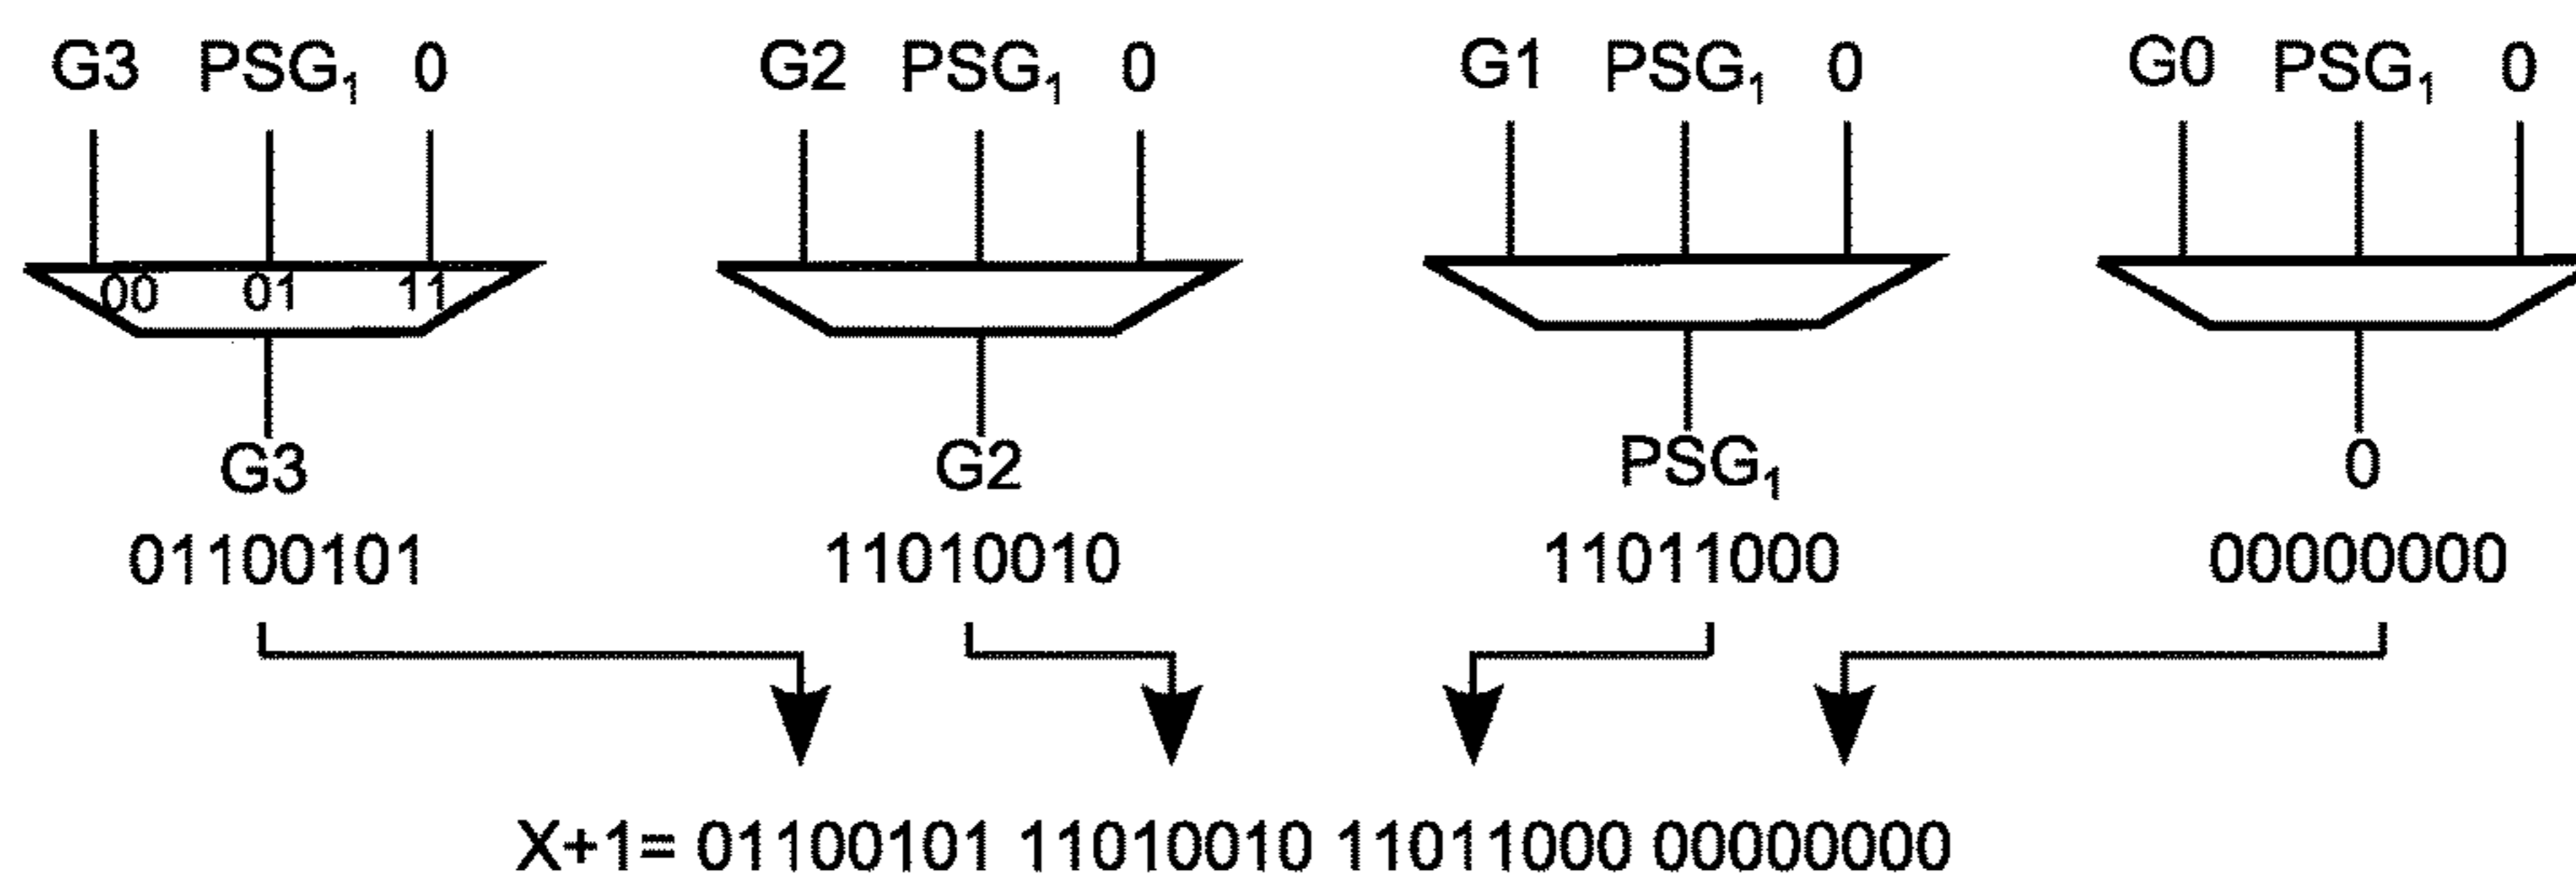 G3 PSG₁ 0 G2 PSG₁ 0 G1 PSG₁ 0 G0 PSG₁ 0
00 01 11
G3 G2 PSG₁ 0
01100101 11010010 11011000 00000000
X+1= 01100101 11010010 11011000 00000000